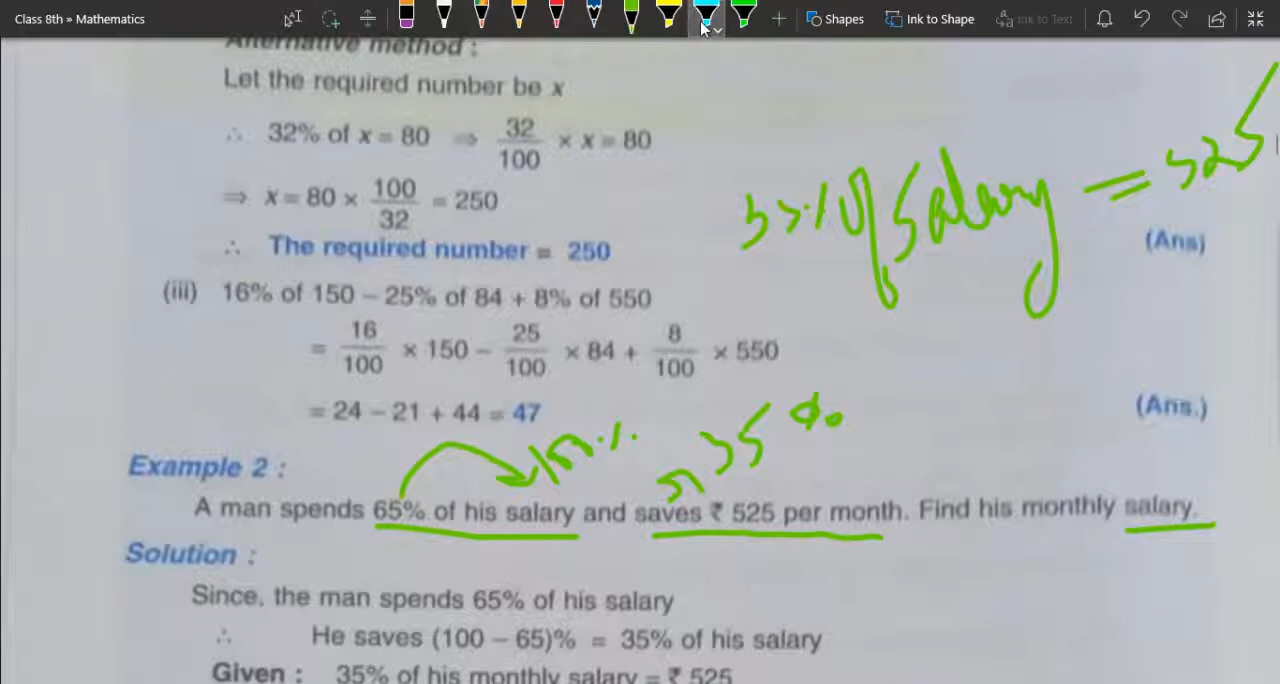 Class 8th » Mathematics
Shapes
Ink to Shape
Ink to Text
Alternative method :
Let the required number be x
∴ 32% of x = 80 ⇒ 32/100 × x = 80
⇒ x = 80 × 100/32 = 250
∴ The required number = 250
(Ans)
% of Salary = 525
(iii) 16% of 150 – 25% of 84 + 8% of 550
= 16/100 × 150 – 25/100 × 84 + 8/100 × 550
= 24 – 21 + 44 = 47
(Ans.)
35 %
Example 2 :
A man spends 65% of his salary and saves ₹ 525 per month. Find his monthly salary.
Solution :
Since, the man spends 65% of his salary
∴ He saves (100 – 65)% = 35% of his salary
Given : 35% of his monthly salary = ₹ 525